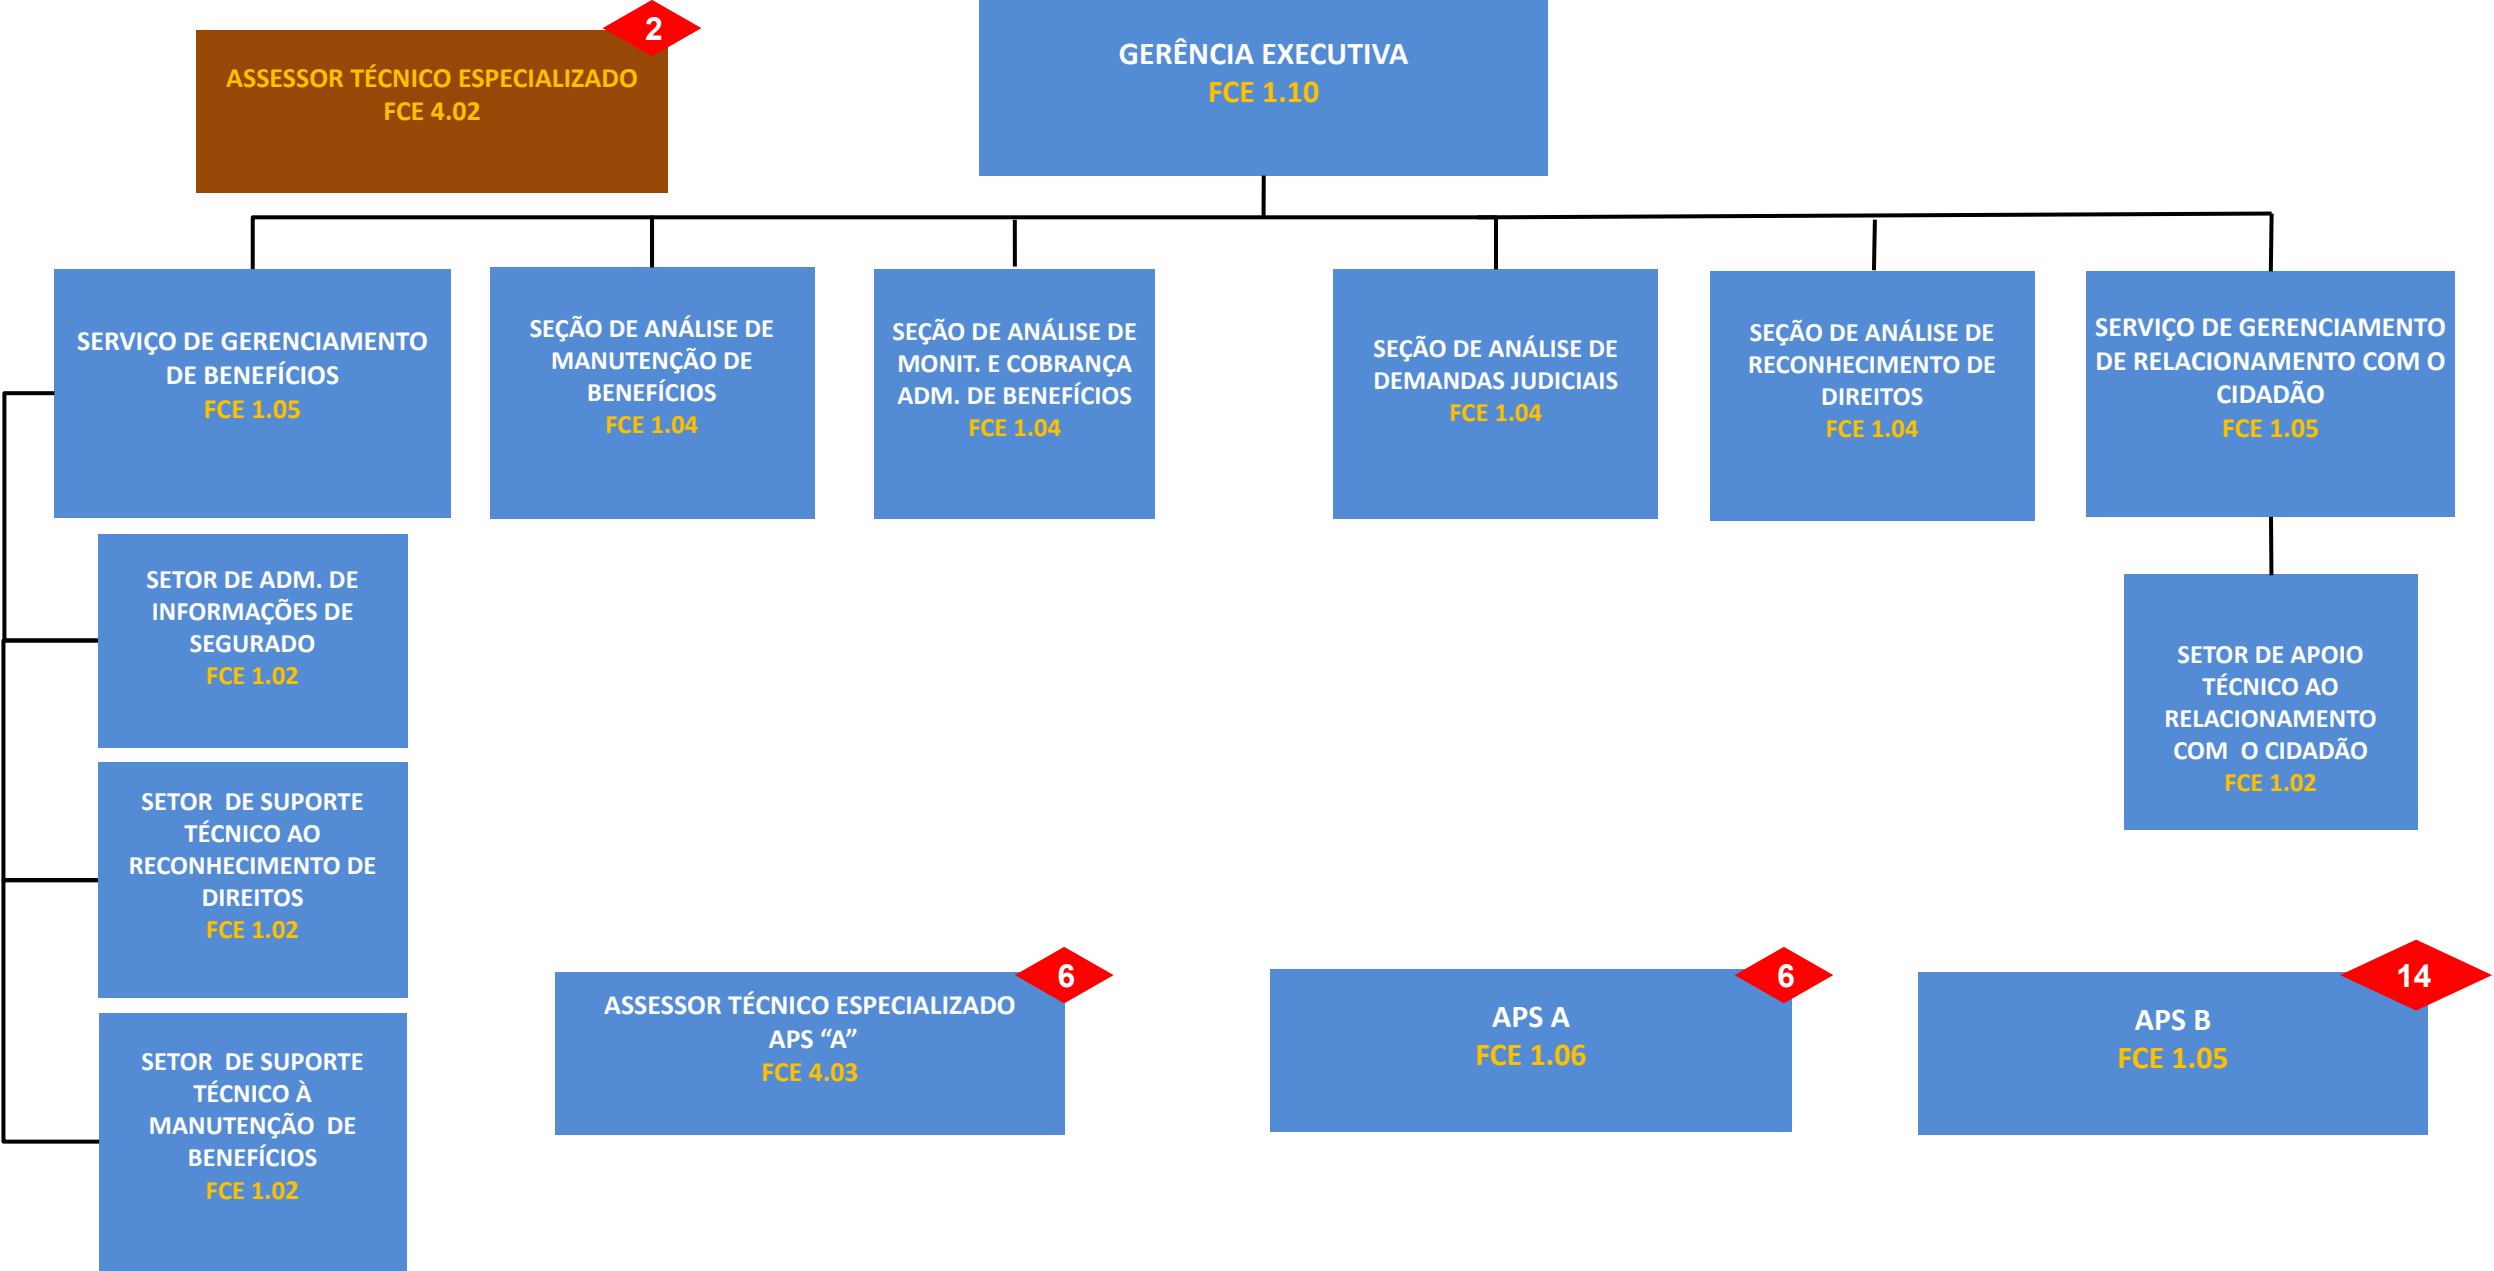 2
ASSESSOR TÉCNICO ESPECIALIZADO
FCE 4.02
GERÊNCIA EXECUTIVA
FCE 1.10
SERVIÇO DE GERENCIAMENTO
DE BENEFÍCIOS
FCE 1.05
SEÇÃO DE ANÁLISE DE
MANUTENÇÃO DE
BENEFÍCIOS
FCE 1.04
SEÇÃO DE ANÁLISE DE
MONIT. E COBRANÇA
ADM. DE BENEFÍCIOS
FCE 1.04
SEÇÃO DE ANÁLISE DE
DEMANDAS JUDICIAIS
FCE 1.04
SEÇÃO DE ANÁLISE DE
RECONHECIMENTO DE
DIREITOS
FCE 1.04
SERVIÇO DE GERENCIAMENTO
DE RELACIONAMENTO COM O
CIDADÃO
FCE 1.05
SETOR DE ADM. DE
INFORMAÇÕES DE
SEGURADO
FCE 1.02
SETOR DE APOIO
TÉCNICO AO
RELACIONAMENTO
COM  O CIDADÃO
FCE 1.02
SETOR  DE SUPORTE
TÉCNICO AO
RECONHECIMENTO DE
DIREITOS
FCE 1.02
6
ASSESSOR TÉCNICO ESPECIALIZADO
APS “A”
FCE 4.03
6
APS A
FCE 1.06
14
APS B
FCE 1.05
SETOR  DE SUPORTE
TÉCNICO À
MANUTENÇÃO  DE
BENEFÍCIOS
FCE 1.02